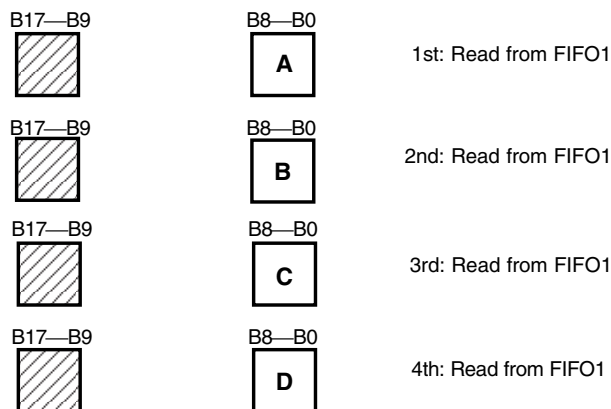 B17—B9 B8—B0
A 1st: Read from FIFO1
B17—B9 B8—B0
B 2nd: Read from FIFO1
B17—B9 B8—B0
C 3rd: Read from FIFO1
B17—B9 B8—B0
D 4th: Read from FIFO1